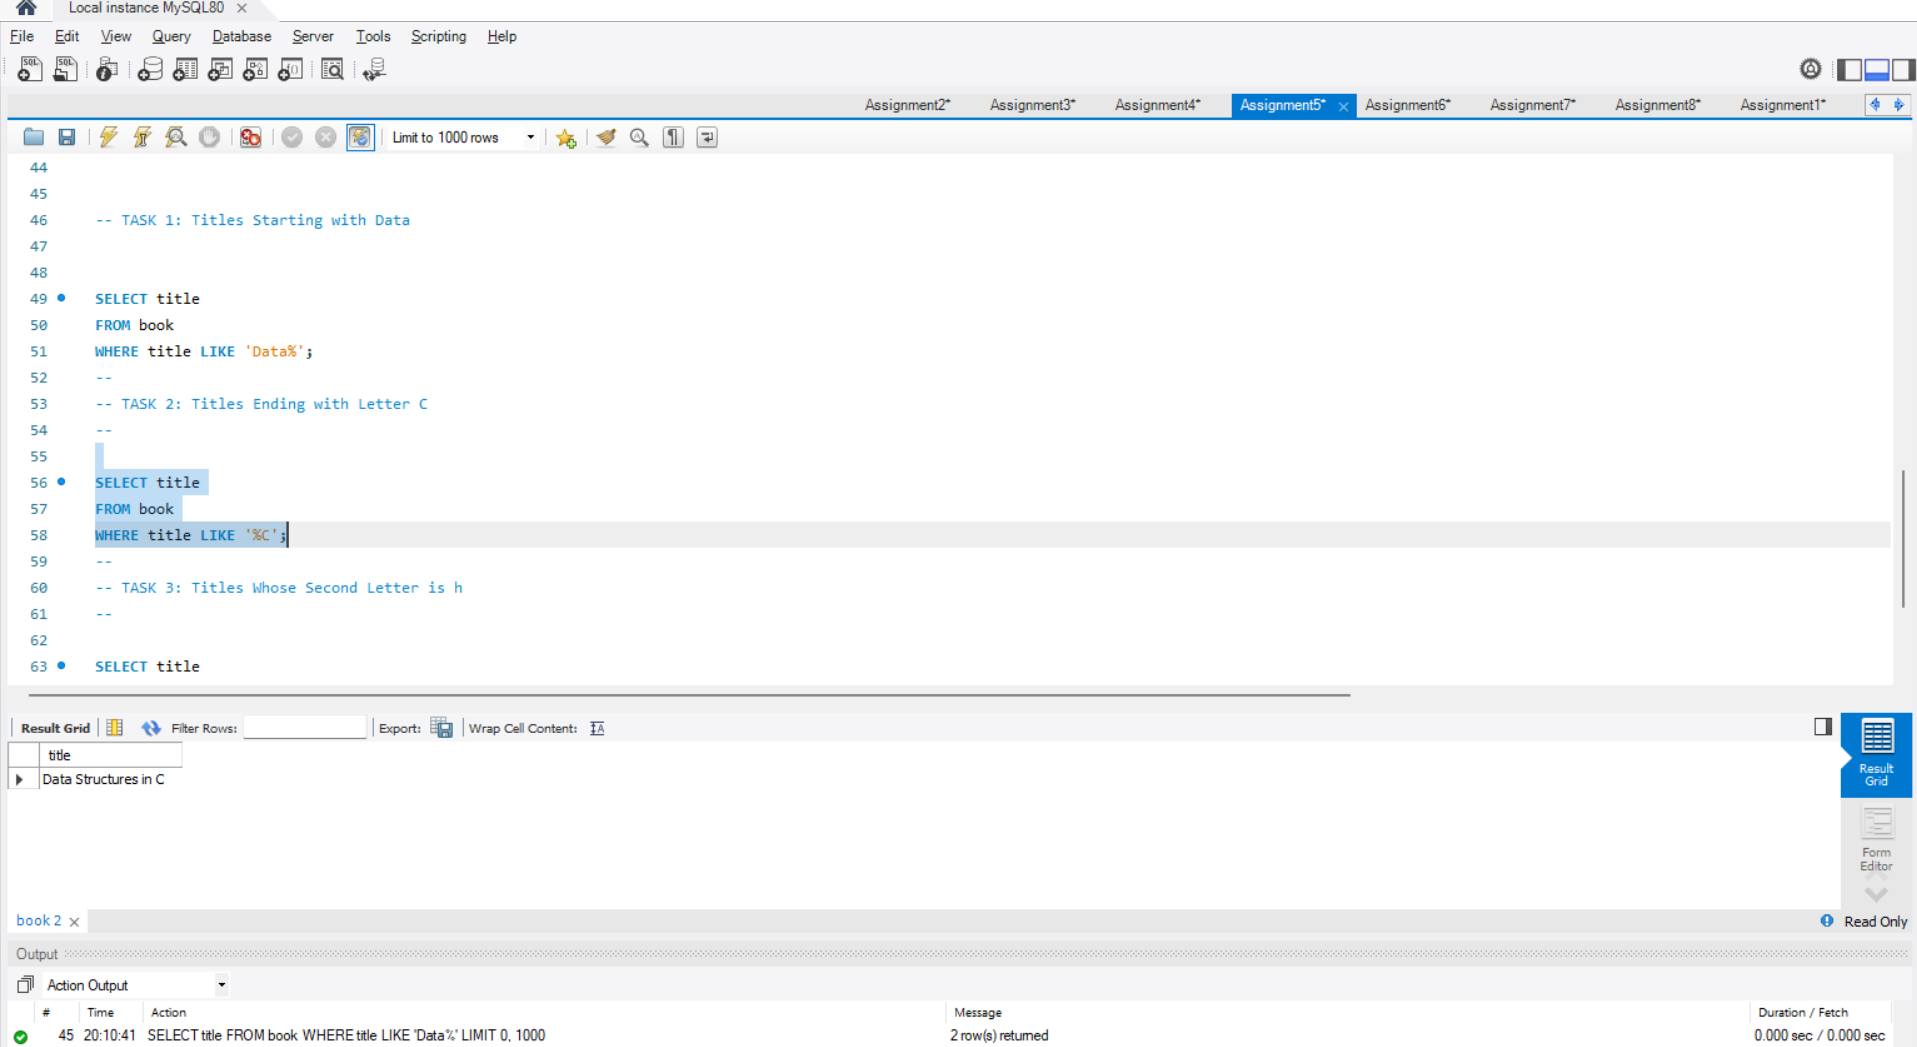 Local instance MySQL80
File Edit View Query Database Server Tools Scripting Help
Assignment2* Assignment3* Assignment4* Assignment5* Assignment6* Assignment7* Assignment8* Assignment1*
Limit to 1000 rows
44
45
46 -- TASK 1: Titles Starting with Data
47
48
49 SELECT title
50 FROM book
51 WHERE title LIKE 'Data%';
52 --
53 -- TASK 2: Titles Ending with Letter C
54 --
55
56 SELECT title
57 FROM book
58 WHERE title LIKE '%C';
59 --
60 -- TASK 3: Titles Whose Second Letter is h
61 --
62
63 SELECT title
Result Grid Filter Rows: Export: Wrap Cell Content:
title
Data Structures in C
Result
Grid
Form
Editor
book 2
Read Only
Output
Action Output
# Time Action Message Duration / Fetch
45 20:10:41 SELECT title FROM book WHERE title LIKE 'Data%' LIMIT 0, 1000 2 row(s) returned 0.000 sec / 0.000 sec